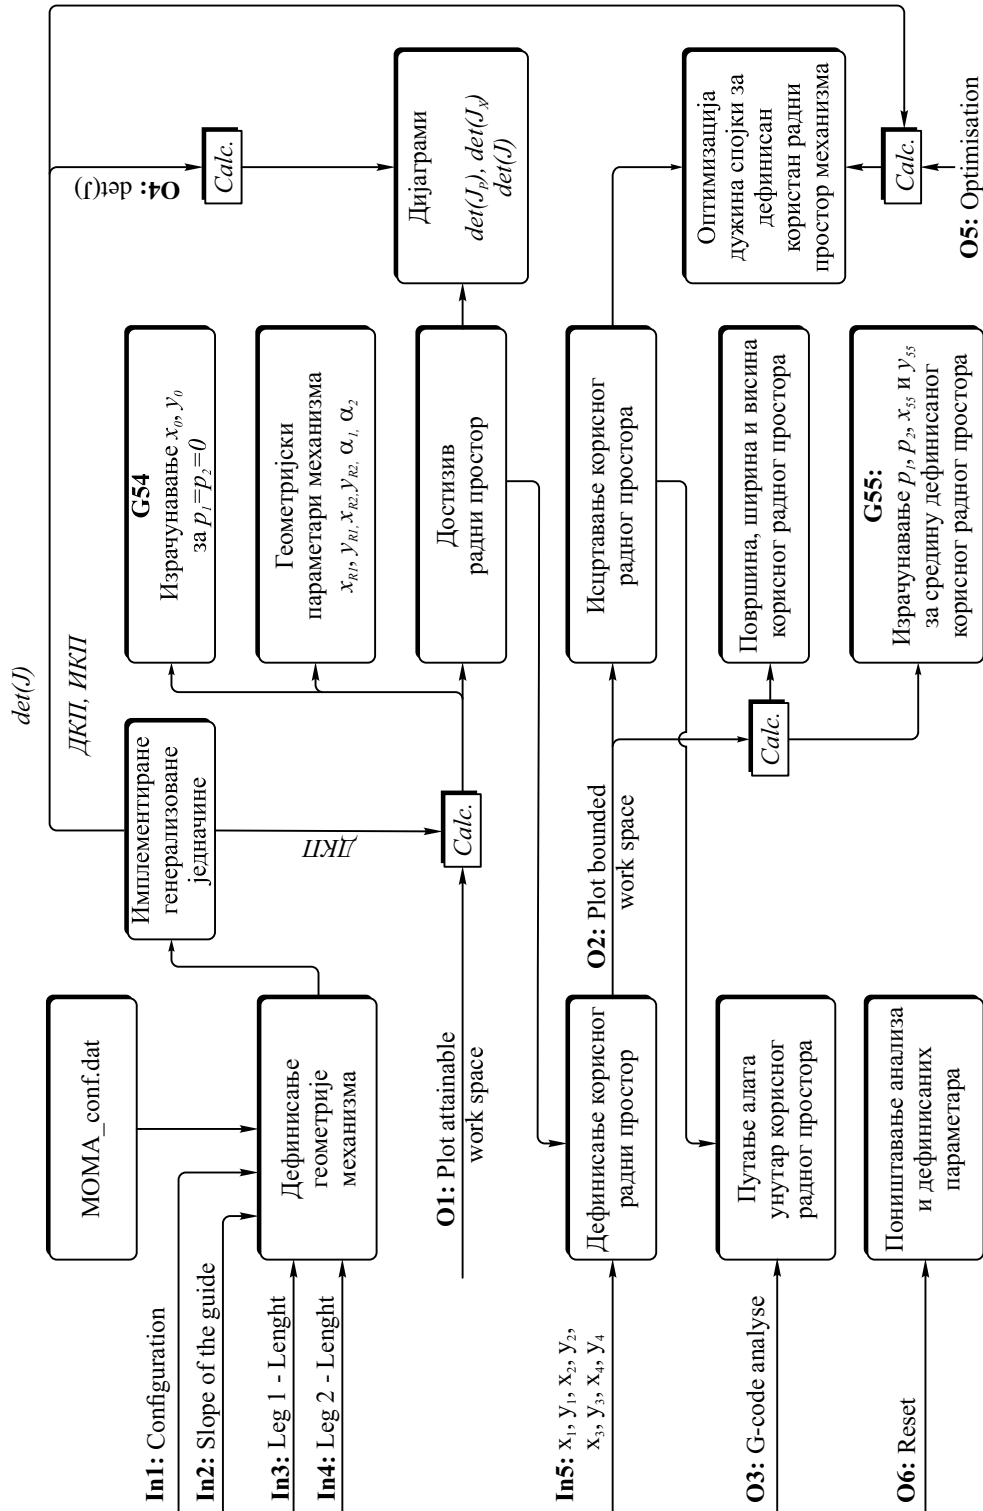 In1: Configuration
In2: Slope of the guide
In3: Leg 1 - Lenght
In4: Leg 2 - Lenght
MOMA_conf.dat
Дефинисање
геометрије
механизма
Имплементиране
генерализоване
једначине
det(J)
ДКП, ИКП
ДКП
O1: Plot attainable
work space
Calc.
G54
Израчунавање x0, y0
за p1=p2=0
Геометријски
параметари механизма
xR1, yR1, xR2, yR2, α1, α2
Достизив
радни простор
O4: det(J)
Calc.
Дијаграми
det(Jp), det(Jx)
det(J)
In5: x1, y1, x2, y2,
x3, y3, x4, y4
Дефинисање корисног
радни простор
O2: Plot bounded
work space
Исцртавање корисног
радног простора
Calc.
Површина, ширина и висина
корисног радног простора
G55:
Израчунавање p1, p2, x55 и y55
за средину дефинисаног
корисног радног простора
Оптимизација
дужина спојки за
дефинисан
користан радни
простор механизма
Calc.
O5: Optimisation
O3: G-code analyse
Путање алата
унутар корисног
радног простора
O6: Reset
Поништавање анализа
и дефинисаних
параметара